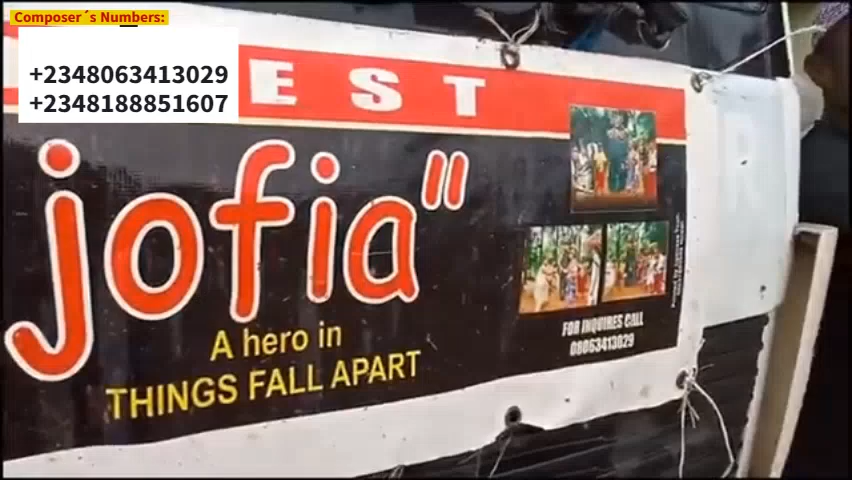 Composer´s Numbers:
+2348063413029
+2348188851607
EST
jofia"
A hero in
THINGS FALL APART
FOR INQUIRES CALL
08063413029
R